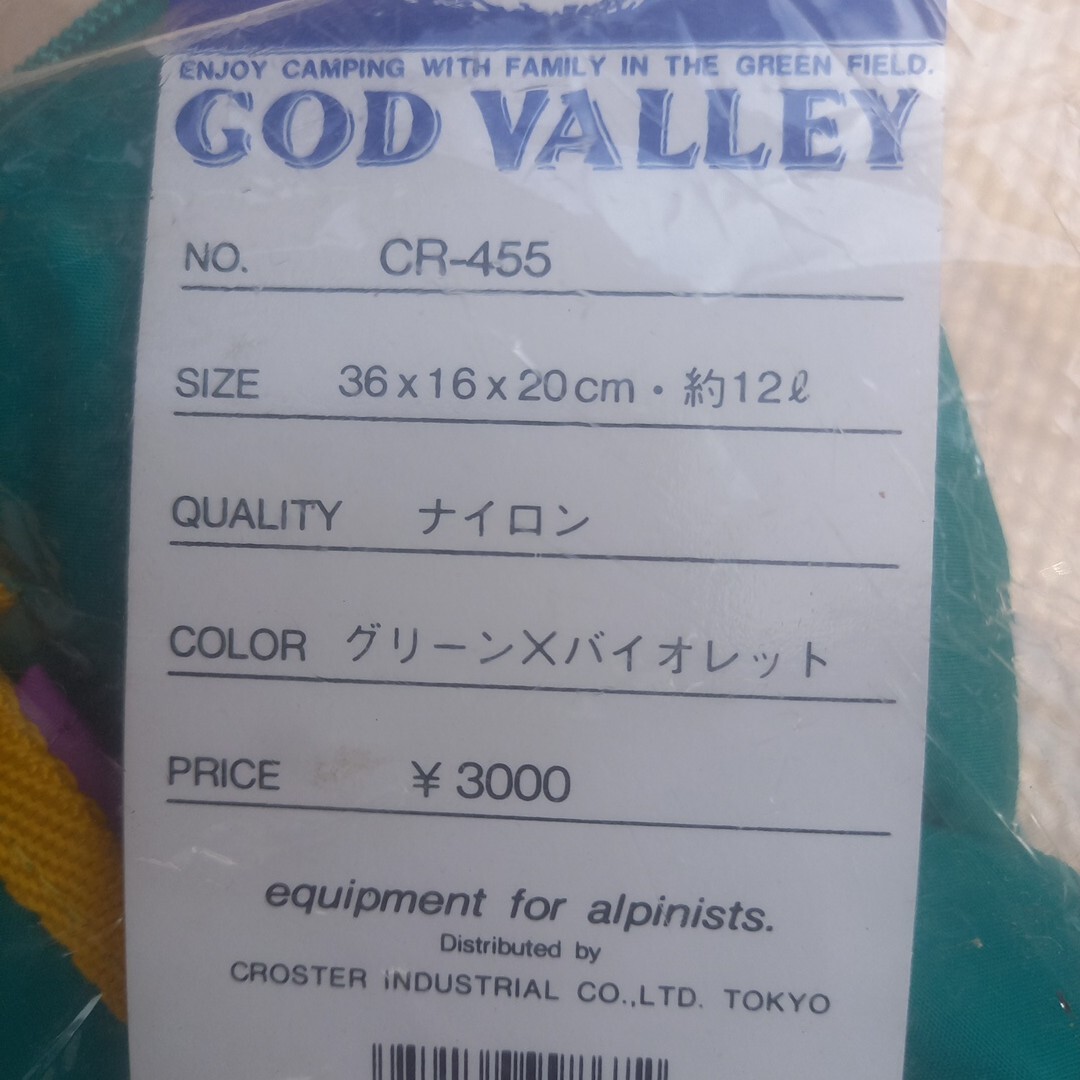 ENJOY CAMPING WITH FAMILY IN THE GREEN FIELD.
GOD VALLEY
NO. CR-455
SIZE 36x16x20cm・約12ℓ
QUALITY ナイロン
COLOR グリーン×バイオレット
PRICE ¥3000
equipment for alpinists.
Distributed by
CROSTER INDUSTRIAL CO.,LTD. TOKYO